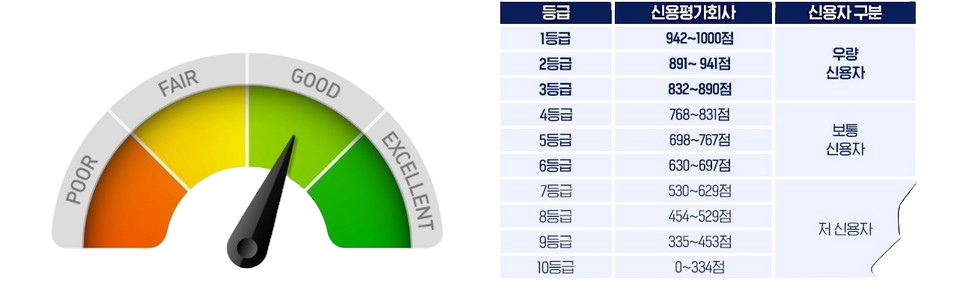 POOR
FAIR
GOOD
EXCELLENT
등급 신용평가회사 신용자 구분
1등급 942~1000점
2등급 891~ 941점
3등급 832~890점
우량
신용자
4등급 768~831점
5등급 698~767점
6등급 630~697점
보통
신용자
7등급 530~629점
8등급 454~529점
9등급 335~453점
10등급 0~334점
저 신용자